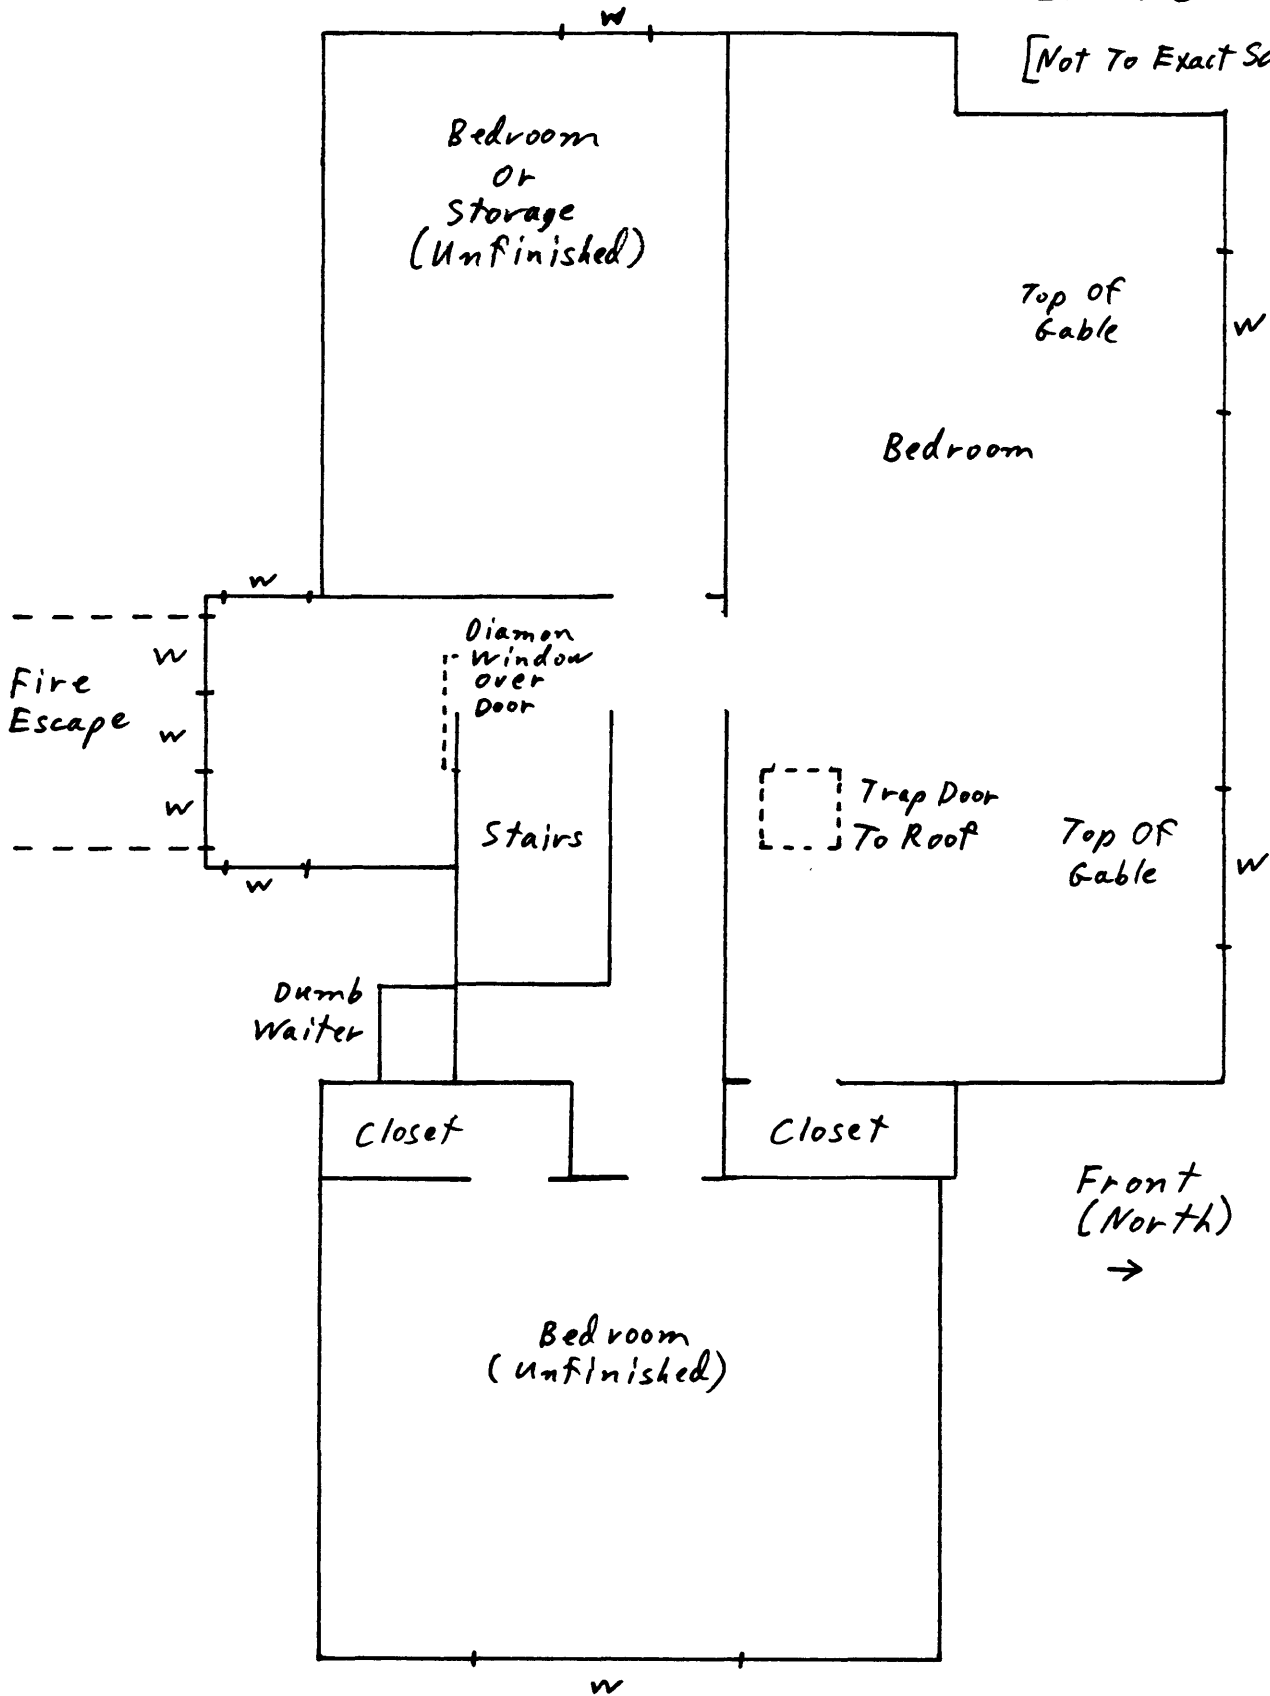 W
[Not To Exact
Bedroom
Or
Storage
(Unfinished)
Top Of
Gable
W
Bedroom
W
Diamon
Window
over
Door
W
Fire
Escape
W
W
Trap Door
To Roof
Stairs
Top Of
Gable
W
W
Dumb
Waiter
Closet
Closet
Front
(North)
→
Bedroom
(Unfinished)
W